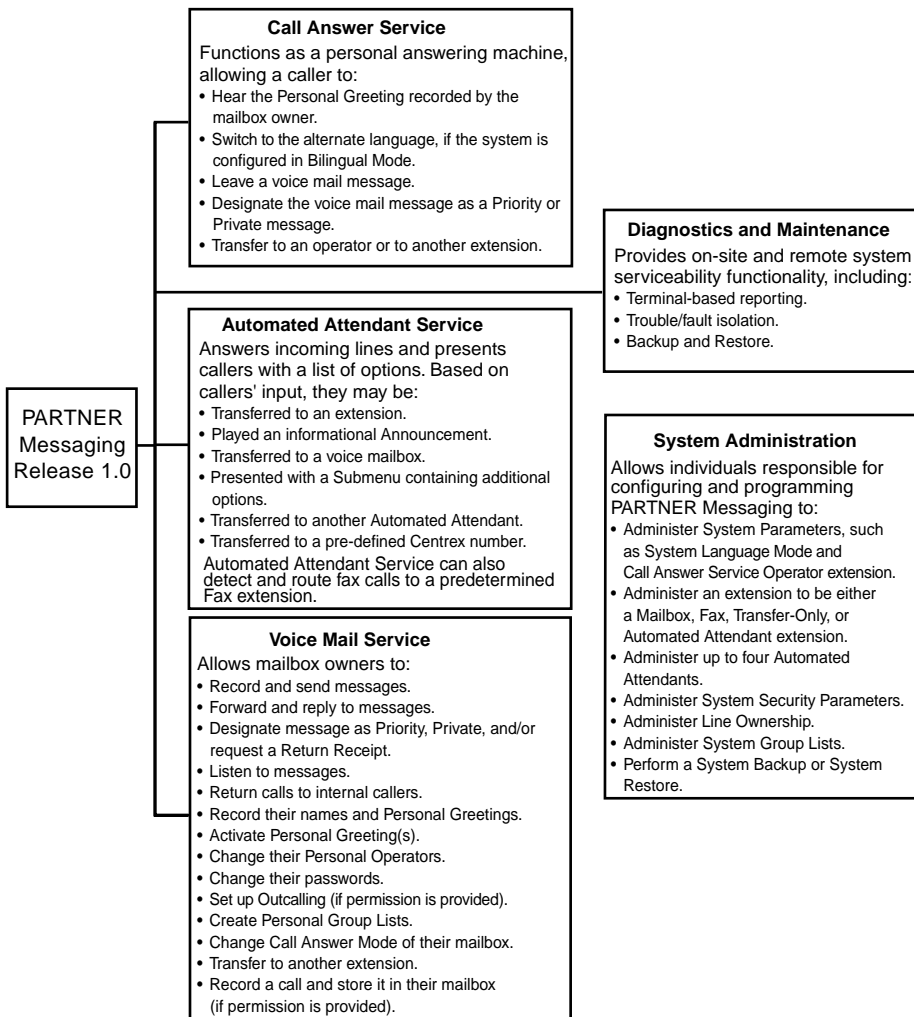 Call Answer Service
Functions as a personal answering machine,
allowing a caller to:
• Hear the Personal Greeting recorded by the
mailbox owner.
• Switch to the alternate language, if the system is
configured in Bilingual Mode.
• Leave a voice mail message.
• Designate the voice mail message as a Priority or
Private message.
• Transfer to an operator or to another extension.
Diagnostics and Maintenance
Provides on-site and remote system
serviceability functionality, including:
• Terminal-based reporting.
• Trouble/fault isolation.
• Backup and Restore.
Automated Attendant Service
Answers incoming lines and presents
callers with a list of options. Based on
callers' input, they may be:
• Transferred to an extension.
• Played an informational Announcement.
• Transferred to a voice mailbox.
• Presented with a Submenu containing additional
options.
• Transferred to another Automated Attendant.
• Transferred to a pre-defined Centrex number.
Automated Attendant Service can also
detect and route fax calls to a predetermined
Fax extension.
PARTNER
Messaging
Release 1.0
System Administration
Allows individuals responsible for
configuring and programming
PARTNER Messaging to:
• Administer System Parameters, such
as System Language Mode and
Call Answer Service Operator extension.
• Administer an extension to be either
a Mailbox, Fax, Transfer-Only, or
Automated Attendant extension.
• Administer up to four Automated
Attendants.
• Administer System Security Parameters.
• Administer Line Ownership.
• Administer System Group Lists.
• Perform a System Backup or System
Restore.
Voice Mail Service
Allows mailbox owners to:
• Record and send messages.
• Forward and reply to messages.
• Designate message as Priority, Private, and/or
request a Return Receipt.
• Listen to messages.
• Return calls to internal callers.
• Record their names and Personal Greetings.
• Activate Personal Greeting(s).
• Change their Personal Operators.
• Change their passwords.
• Set up Outcalling (if permission is provided).
• Create Personal Group Lists.
• Change Call Answer Mode of their mailbox.
• Transfer to another extension.
• Record a call and store it in their mailbox
(if permission is provided).